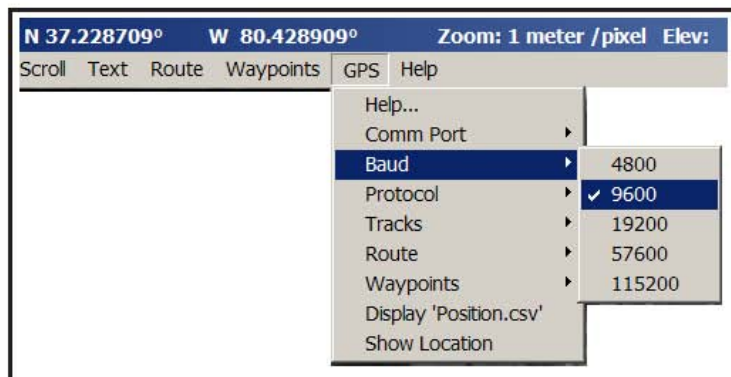 N 37.228709° W 80.428909° Zoom: 1 meter /pixel Elev:
Scroll Text Route Waypoints GPS Help
Help...
Comm Port
Baud
Protocol
Tracks
Route
Waypoints
Display 'Position.csv'
Show Location
4800
✓ 9600
19200
57600
115200